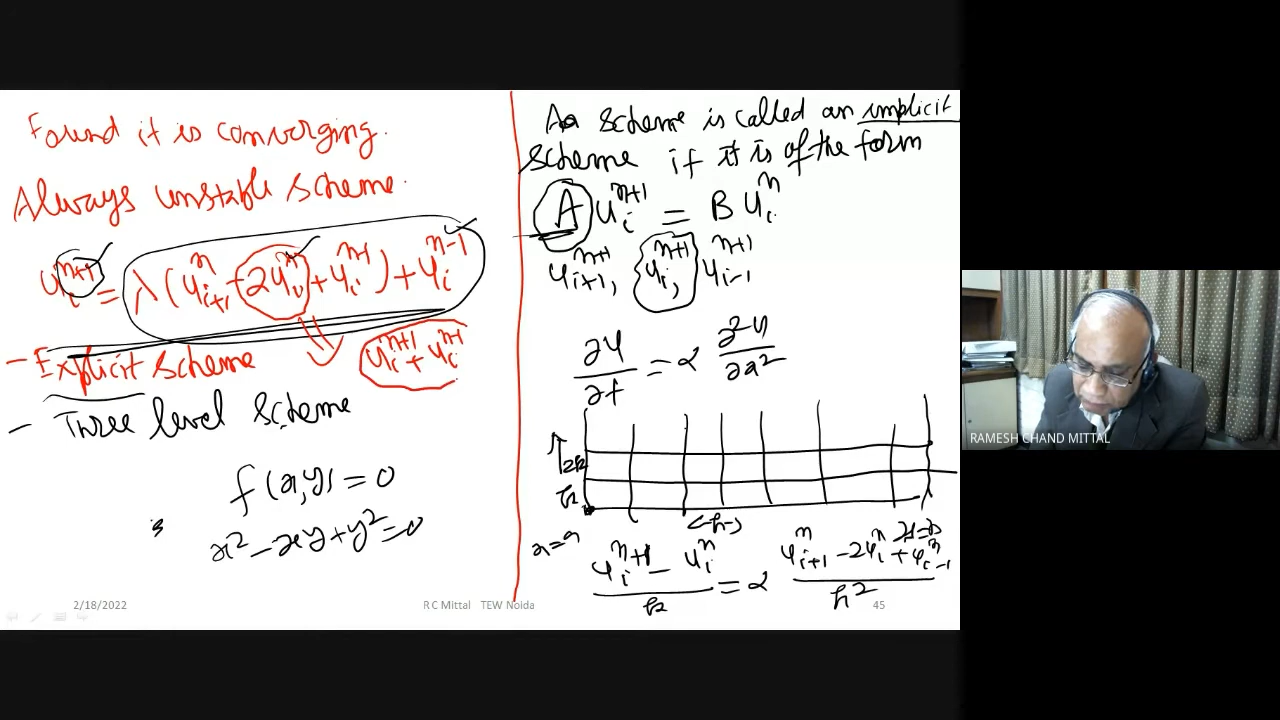 Found it is converging.
Always unstable scheme.
u_i^{n+1} = λ(u_{i+1}^n - 2u_i^n + u_i^{n-1}) + u_i^{n-1}
u_i^{n+1} + u_i^{n-1}
- Explicit scheme
- Three level scheme
f(x,y) = 0
x² - xy + y² = 0
A scheme is called an implicit
scheme if it is of the form
A u_i^{n+1} = B u_i^n
u_{i+1}^{n+1}, u_i^{n+1}, u_{i-1}^{n+1}
∂u/∂t = α ∂²u/∂x²
↑ 2k
k
<-h->
x=a
x=b
(u_i^{n+1} - u_i^n)/k = α (u_{i+1}^n - 2u_i^n + u_{i-1}^n)/h²
2/18/2022
R C Mittal TEW Noida
45
RAMESH CHAND MITTAL